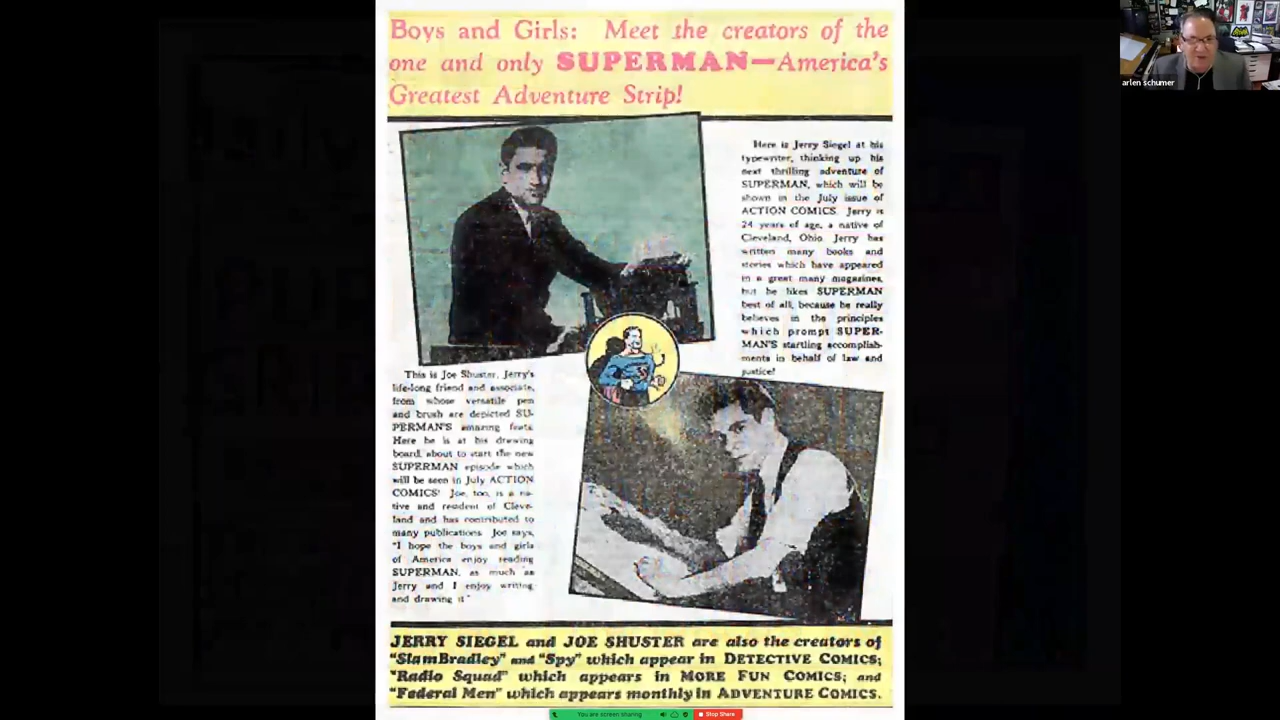 Boys and Girls: Meet the creators of the
one and only SUPERMAN—America's
Greatest Adventure Strip!
Here is Jerry Siegel at his
typewriter, thinking up his
next thrilling adventure of
SUPERMAN, which will be
shown in the July issue of
ACTION COMICS. Jerry is
24 years of age, a native of
Cleveland, Ohio. Jerry has
written many books and
stories which have appeared
in a great many magazines,
but he likes SUPERMAN
best of all, because he really
believes in the principles
which prompt SUPER-
MAN'S startling accomplish-
ments in behalf of law and
justice!
This is Joe Shuster, Jerry's
life-long friend and associate,
from whose versatile pen
and brush are depicted SU-
PERMAN'S amazing feats.
Here he is at his drawing
board, about to start the new
SUPERMAN episode which
will be seen in July ACTION
COMICS! Joe, too, is a na-
tive and resident of Cleve-
land and has contributed to
many publications. Joe says,
"I hope the boys and girls
of America enjoy reading
SUPERMAN, as much as
Jerry and I enjoy writing
and drawing it"
JERRY SIEGEL and JOE SHUSTER are also the creators of
"SlamBradley" and "Spy" which appear in DETECTIVE COMICS;
"Radio Squad" which appears in MORE FUN COMICS; and
"Federal Men" which appears monthly in ADVENTURE COMICS.
arlen schumer
You are screen sharing
Stop Share